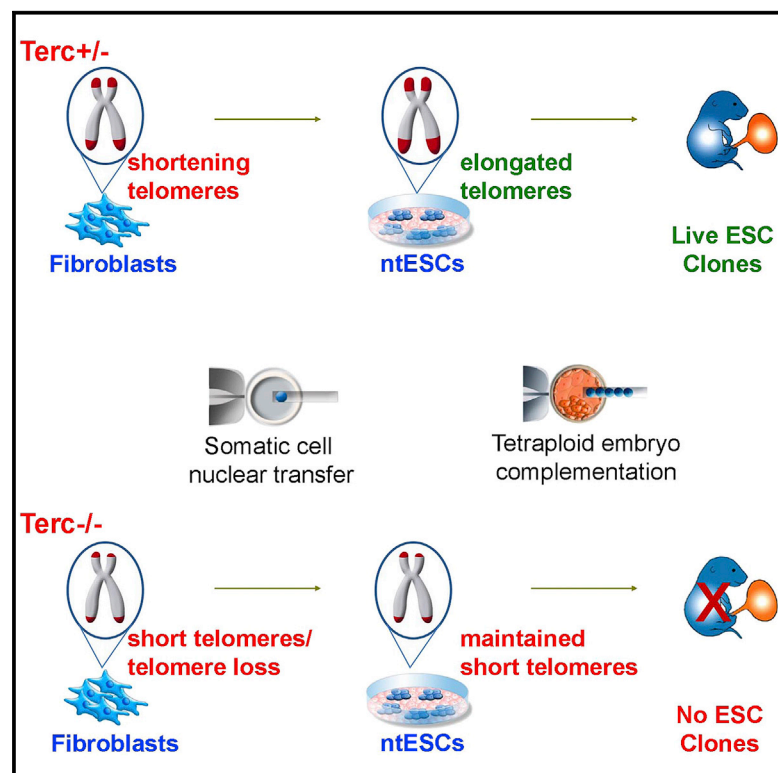 Terc+/-
shortening
telomeres
elongated
telomeres
Fibroblasts
ntESCs
Live ESC
Clones
Somatic cell
nuclear transfer
Tetraploid embryo
complementation
Terc-/-
short telomeres/
telomere loss
maintained
short telomeres
X
Fibroblasts
ntESCs
No ESC
Clones